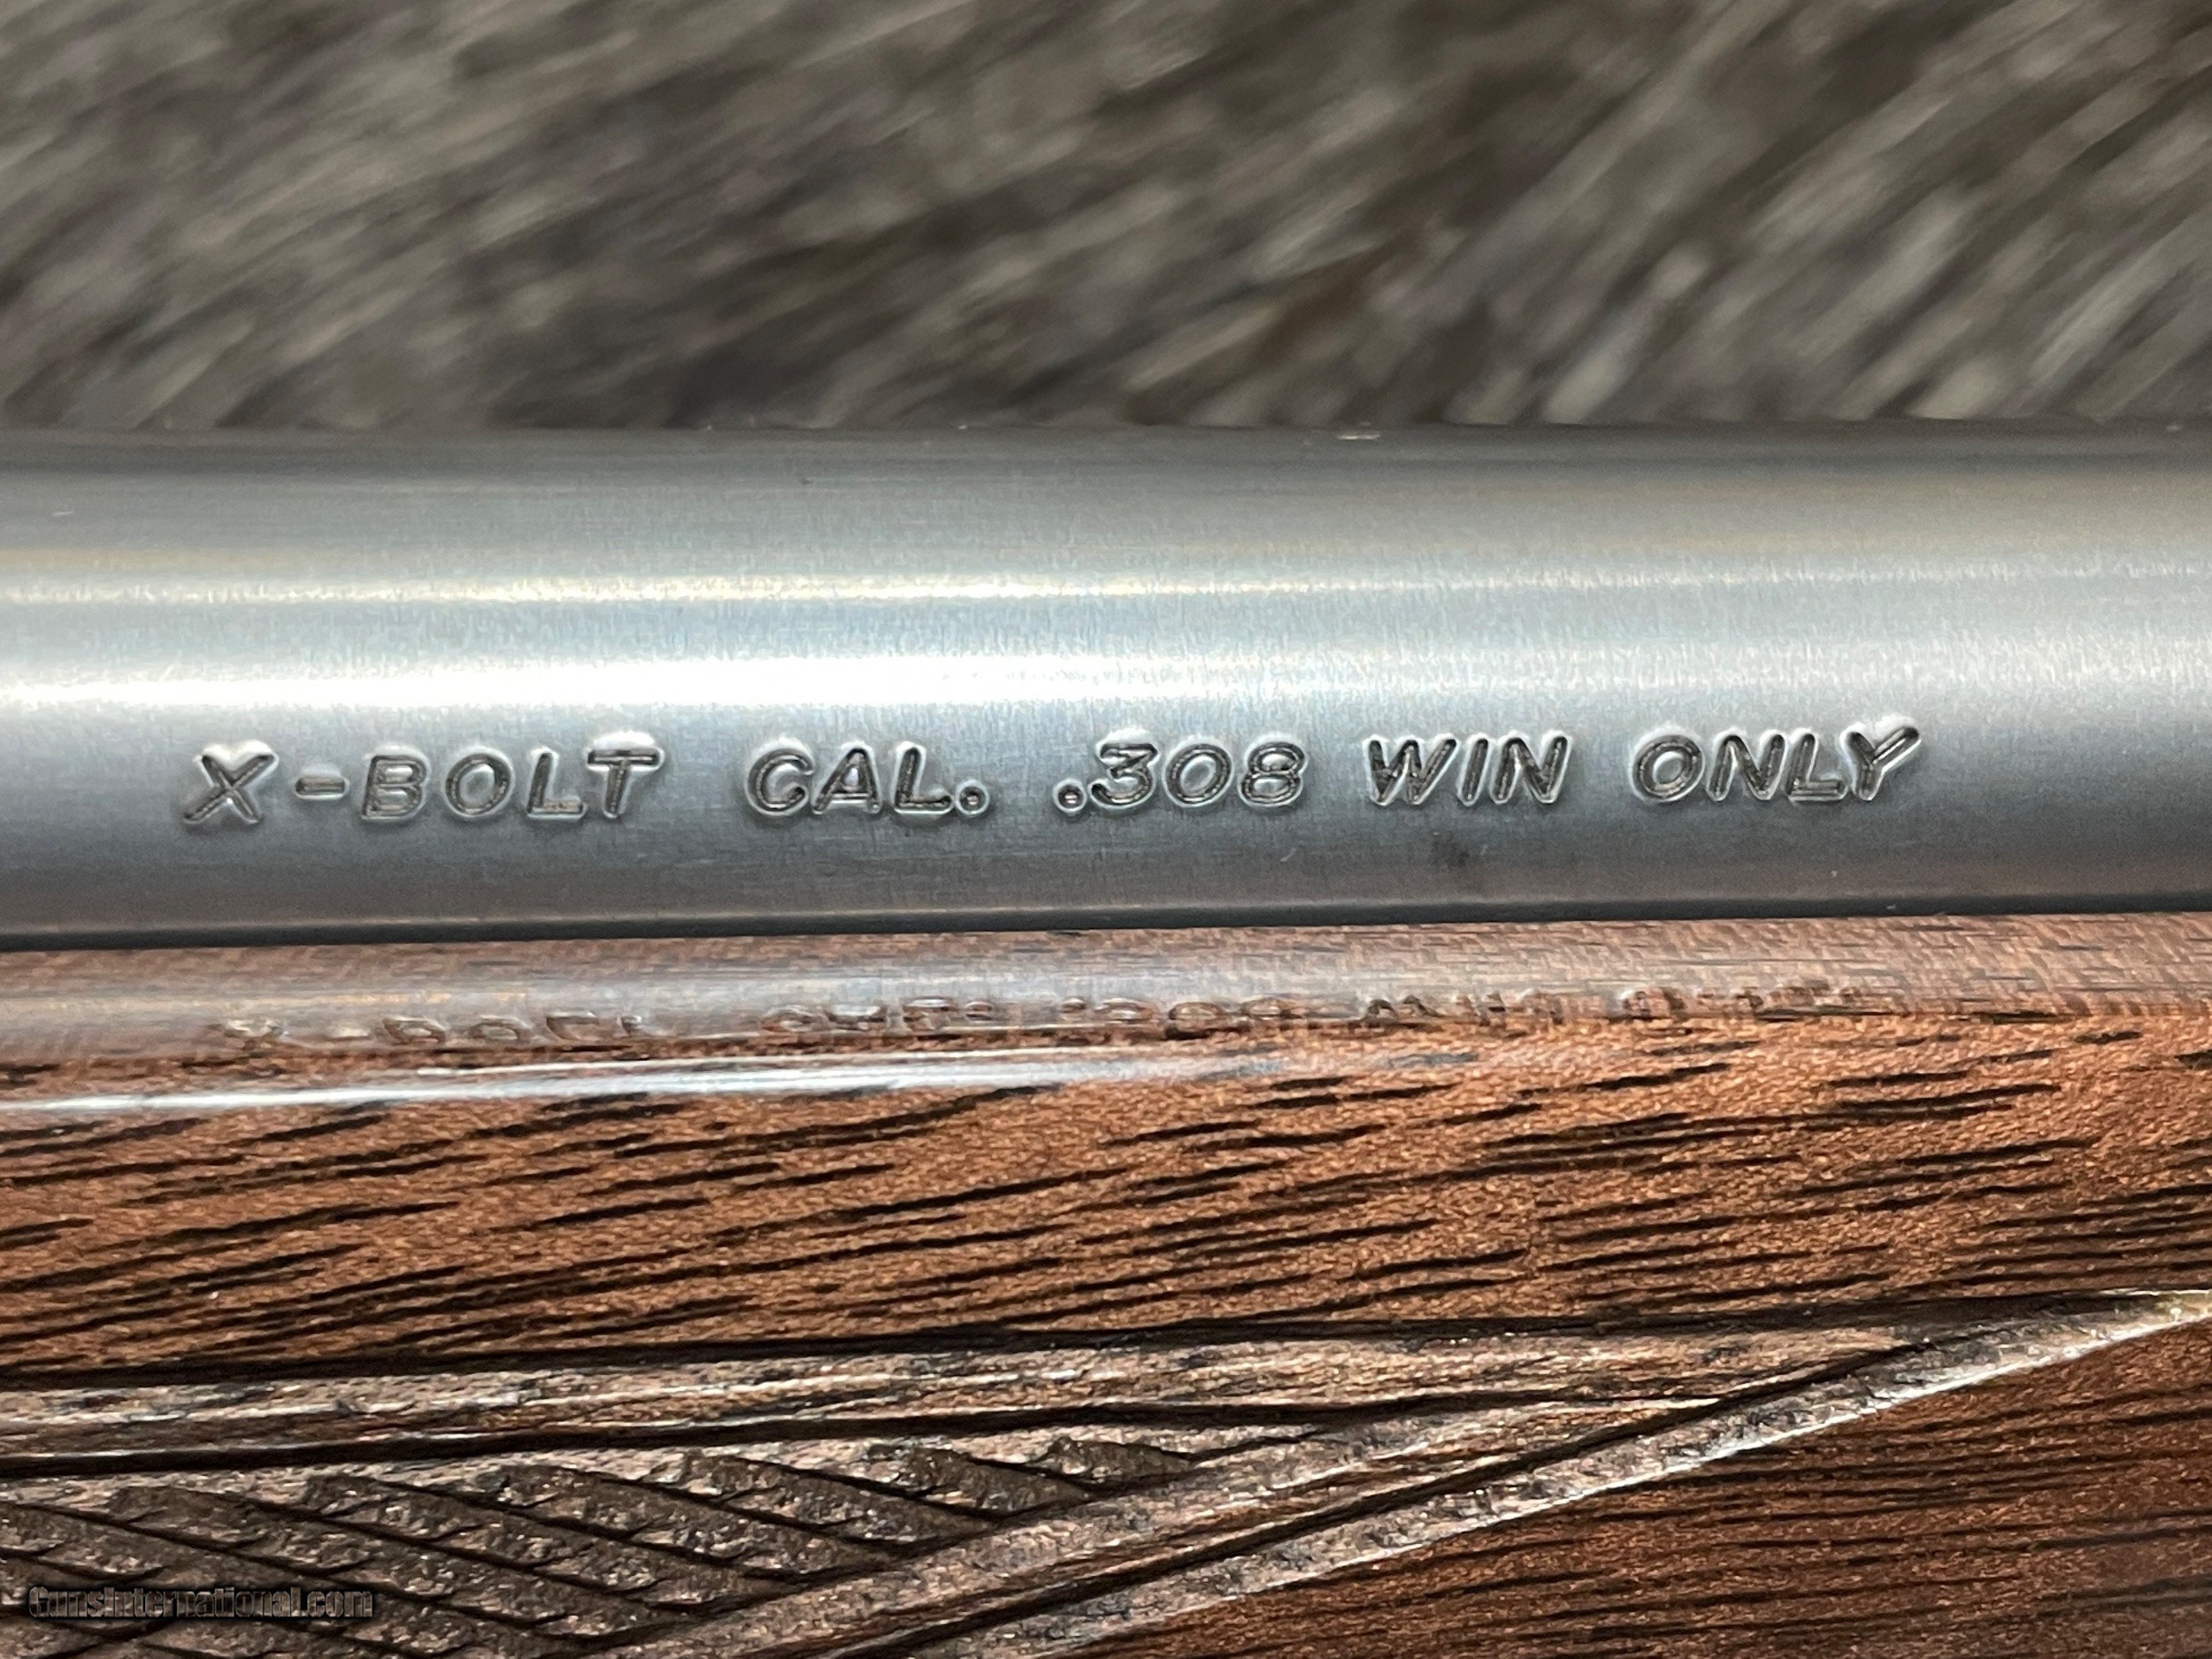 X-BOLT CAL. .308 WIN ONLY
GunsInternational.com